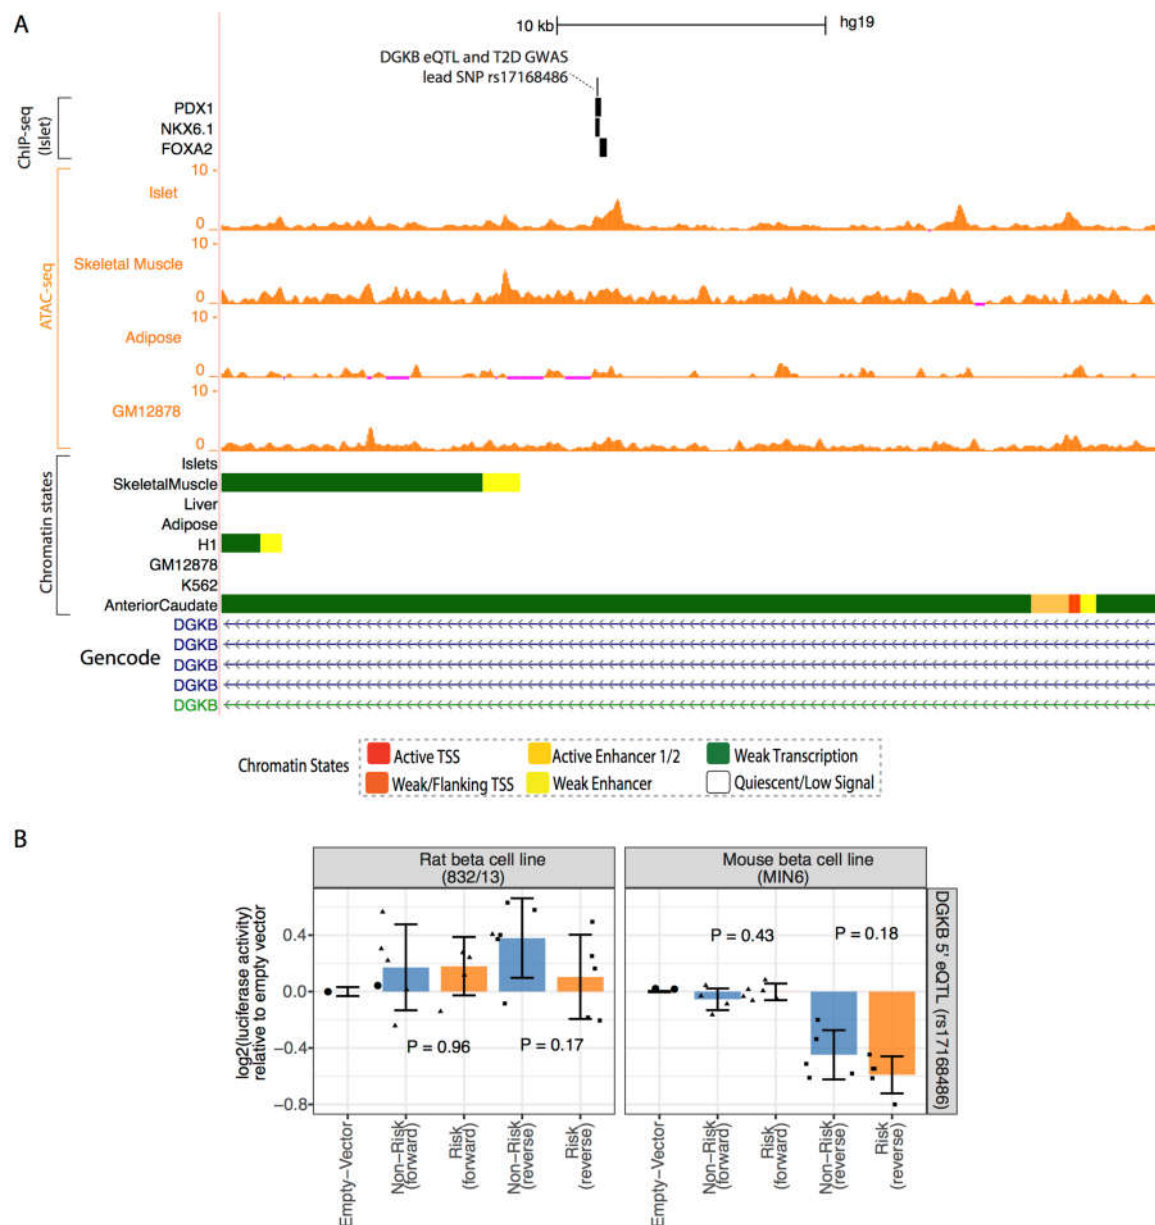 A
10 kb
hg19
DGKB eQTL and T2D GWAS
lead SNP rs17168486
ChIP-seq
(Islet)
PDX1
NKX6.1
FOXA2
ATAC-seq
10
Islet
0
10
Skeletal Muscle
0
10
Adipose
0
10
GM12878
0
Chromatin states
Islets
SkeletalMuscle
Liver
Adipose
H1
GM12878
K562
AnteriorCaudate
Gencode
DGKB
DGKB
DGKB
DGKB
DGKB
Chromatin States
Active TSS
Active Enhancer 1/2
Weak Transcription
Weak/Flanking TSS
Weak Enhancer
Quiescent/Low Signal
B
Rat beta cell line
(832/13)
Mouse beta cell line
(MIN6)
log2(luciferase activity)
relative to empty vector
0.4
0.0
-0.4
-0.8
P = 0.96
P = 0.17
P = 0.43
P = 0.18
DGKB 5' eQTL (rs17168486)
Empty-Vector
Non-Risk
(forward)
Risk
(forward)
Non-Risk
(reverse)
Risk
(reverse)
Empty-Vector
Non-Risk
(forward)
Risk
(forward)
Non-Risk
(reverse)
Risk
(reverse)